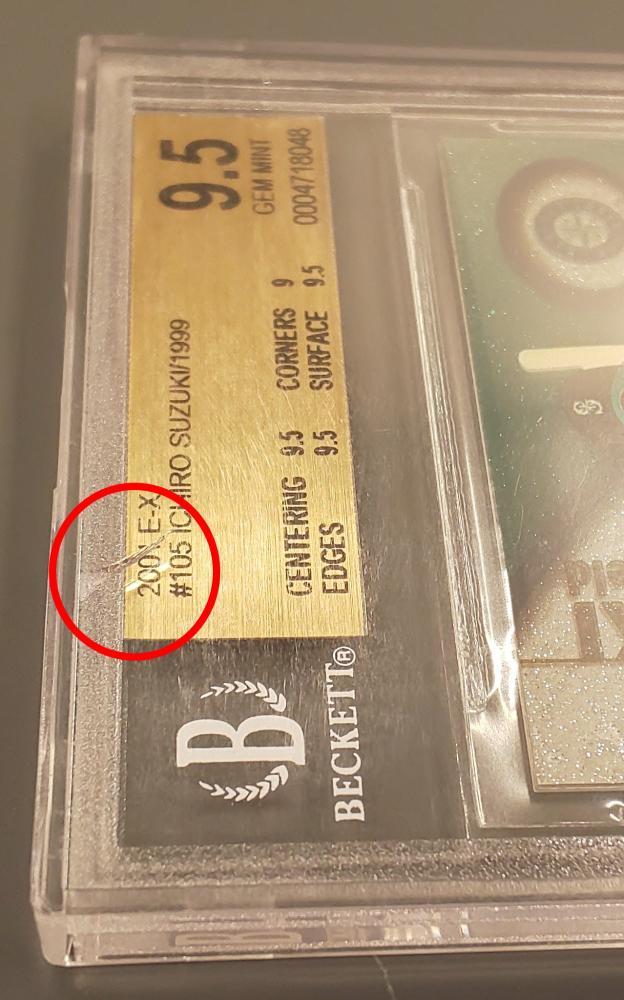 2001 E-X
#105 ICHIRO SUZUKI/1999
CENTERING 9.5 CORNERS 9
EDGES 9.5 SURFACE 9.5
9.5
GEM MINT
0004718048
B
BECKETT®